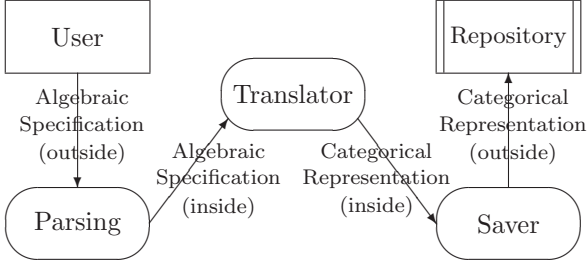 User
Repository
Translator
Algebraic
Specification
(outside)
Categorical
Representation
(outside)
Algebraic
Specification
(inside)
Categorical
Representation
(inside)
Parsing
Saver